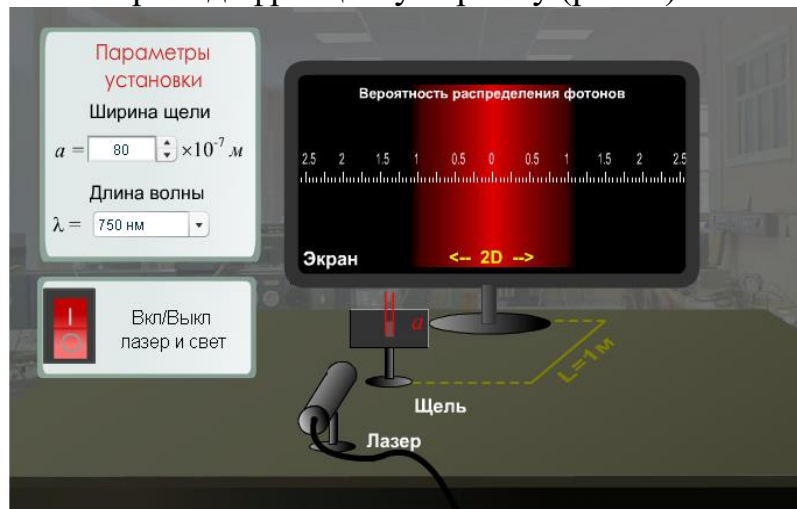 Параметры
установки
Ширина щели
a = 80 ×10⁻⁷ м
Длина волны
λ = 750 нм
Вкл/Выкл
лазер и свет
Вероятность распределения фотонов
2.5 2 1.5 1 0.5 0 0.5 1 1.5 2 2.5
Экран
<-- 2D -->
a
L=1м
Щель
Лазер